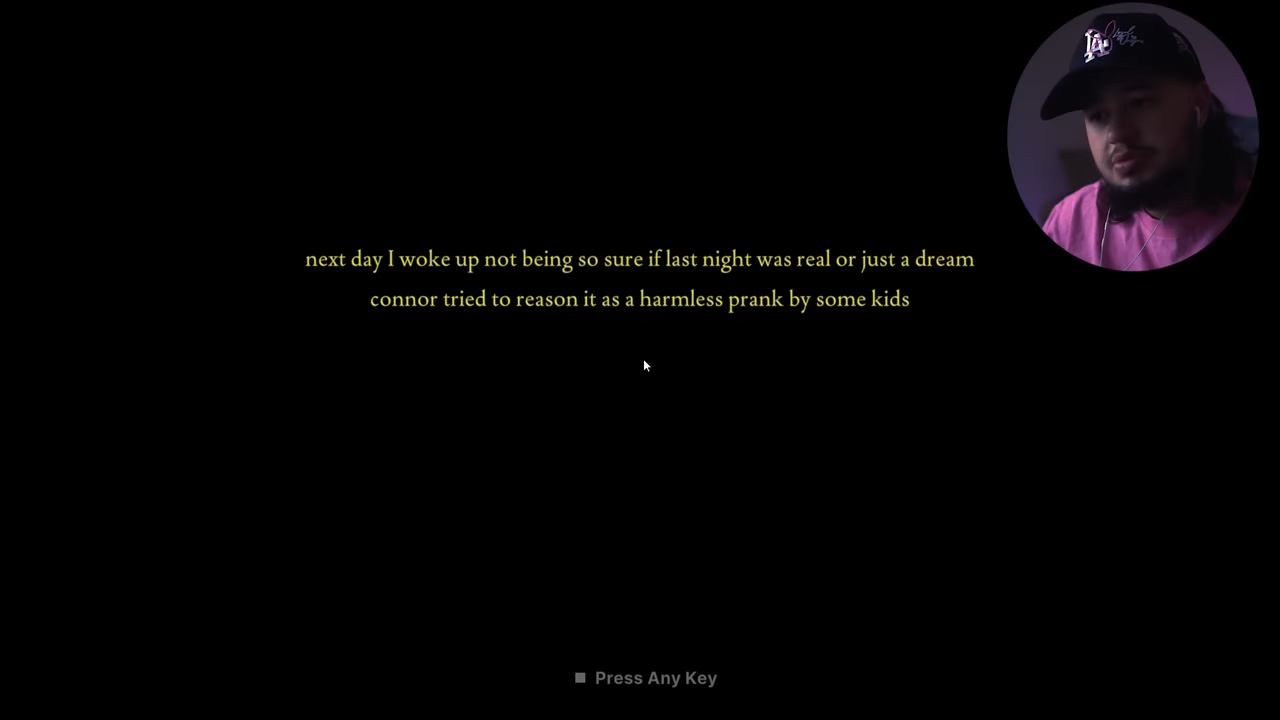 LA
next day I woke up not being so sure if last night was real or just a dream
connor tried to reason it as a harmless prank by some kids
Press Any Key